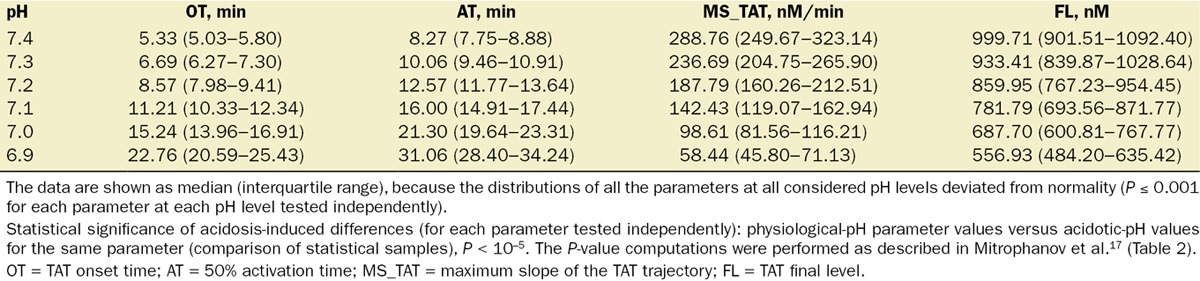 pH OT, min AT, min MS_TAT, nM/min FL, nM
7.4 5.33 (5.03–5.80) 8.27 (7.75–8.88) 288.76 (249.67–323.14) 999.71 (901.51–1092.40)
7.3 6.69 (6.27–7.30) 10.06 (9.46–10.91) 236.69 (204.75–265.90) 933.41 (839.87–1028.64)
7.2 8.57 (7.98–9.41) 12.57 (11.77–13.64) 187.79 (160.26–212.51) 859.95 (767.23–954.45)
7.1 11.21 (10.33–12.34) 16.00 (14.91–17.44) 142.43 (119.07–162.94) 781.79 (693.56–871.77)
7.0 15.24 (13.96–16.91) 21.30 (19.64–23.31) 98.61 (81.56–116.21) 687.70 (600.81–767.77)
6.9 22.76 (20.59–25.43) 31.06 (28.40–34.24) 58.44 (45.80–71.13) 556.93 (484.20–635.42)
The data are shown as median (interquartile range), because the distributions of all the parameters at all considered pH levels deviated from normality (P ≤ 0.001
for each parameter at each pH level tested independently).
Statistical significance of acidosis-induced differences (for each parameter tested independently): physiological-pH parameter values versus acidotic-pH values
for the same parameter (comparison of statistical samples), P < 10⁻⁵. The P-value computations were performed as described in Mitrophanov et al.¹⁷ (Table 2).
OT = TAT onset time; AT = 50% activation time; MS_TAT = maximum slope of the TAT trajectory; FL = TAT final level.